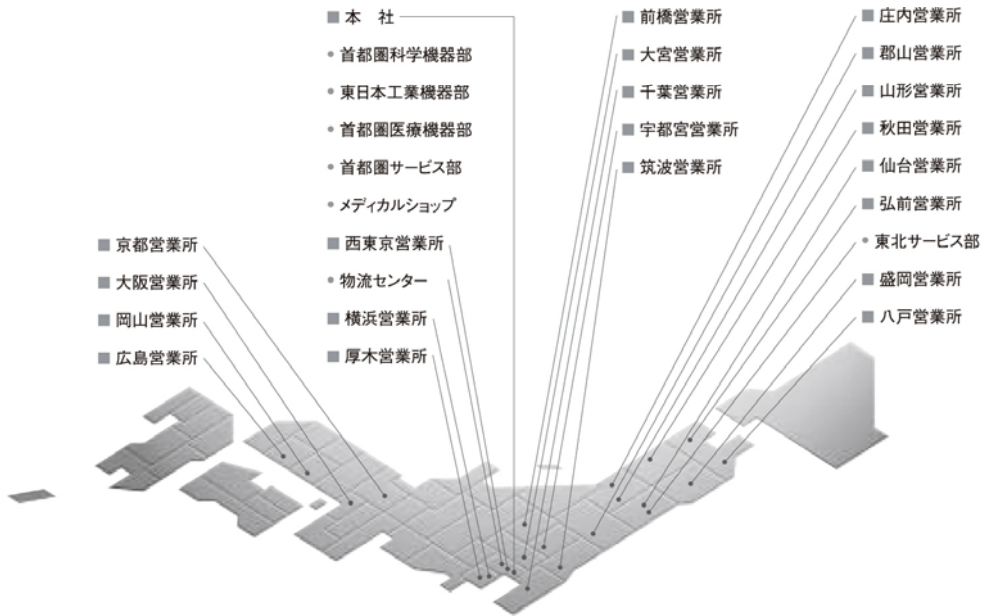 ■ 本　社
• 首都圏科学機器部
• 東日本工業機器部
• 首都圏医療機器部
• 首都圏サービス部
• メディカルショップ
■ 西東京営業所
• 物流センター
■ 横浜営業所
■ 厚木営業所
■ 前橋営業所
■ 大宮営業所
■ 千葉営業所
■ 宇都宮営業所
■ 筑波営業所
■ 庄内営業所
■ 郡山営業所
■ 山形営業所
■ 秋田営業所
■ 仙台営業所
■ 弘前営業所
• 東北サービス部
■ 盛岡営業所
■ 八戸営業所
■ 京都営業所
■ 大阪営業所
■ 岡山営業所
■ 広島営業所